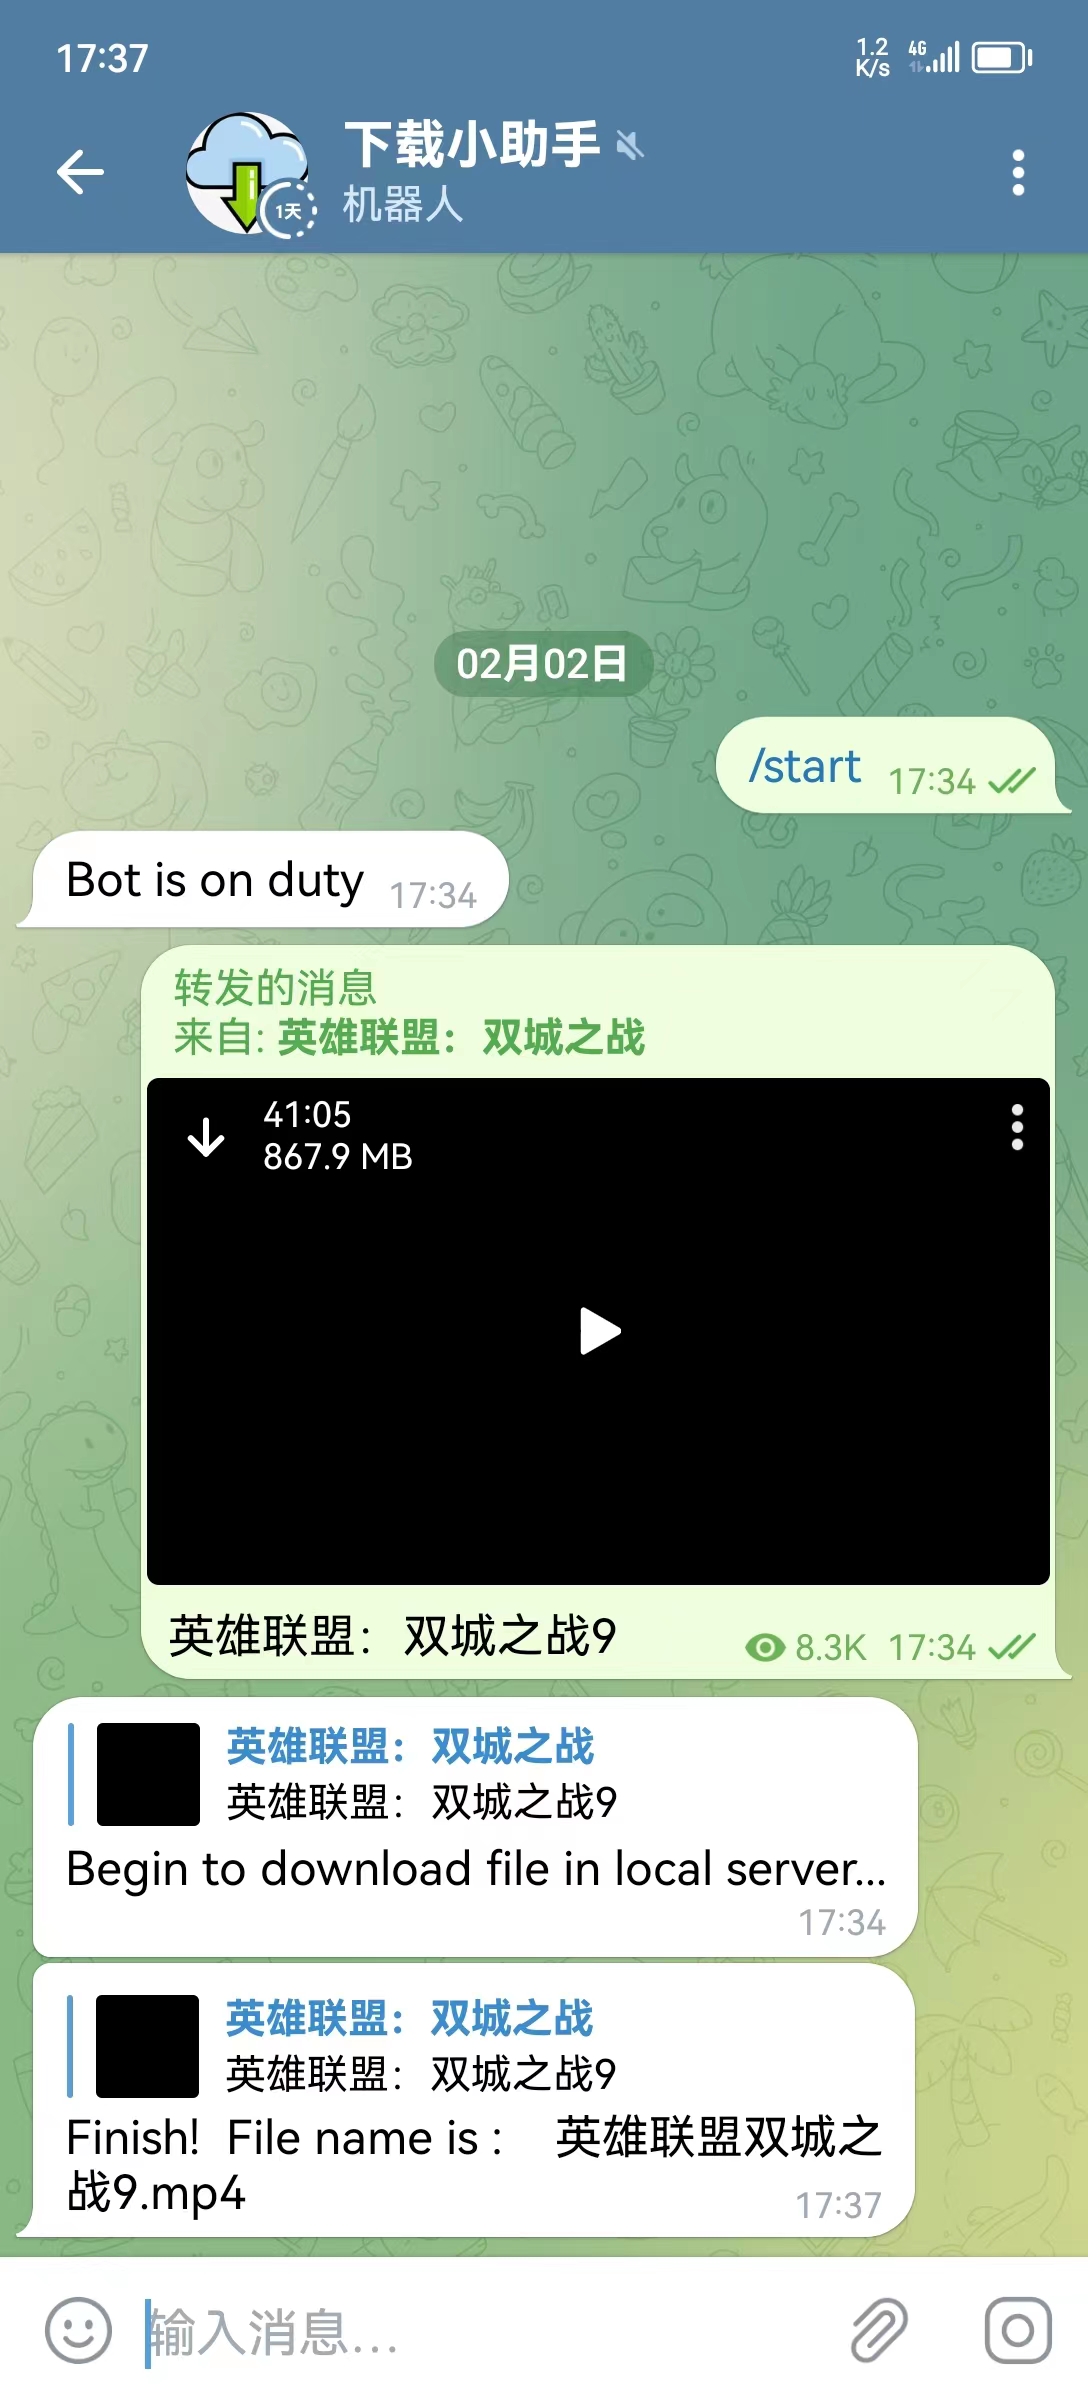 17:37
1.2
K/s
4G
下载小助手
1天
机器人
02月02日
/start 17:34
Bot is on duty 17:34
转发的消息
来自: 英雄联盟：双城之战
41:05
867.9 MB
英雄联盟：双城之战9
8.3K 17:34
英雄联盟：双城之战
英雄联盟：双城之战9
Begin to download file in local server...
17:34
英雄联盟：双城之战
英雄联盟：双城之战9
Finish! File name is : 英雄联盟双城之
战9.mp4
17:37
输入消息...